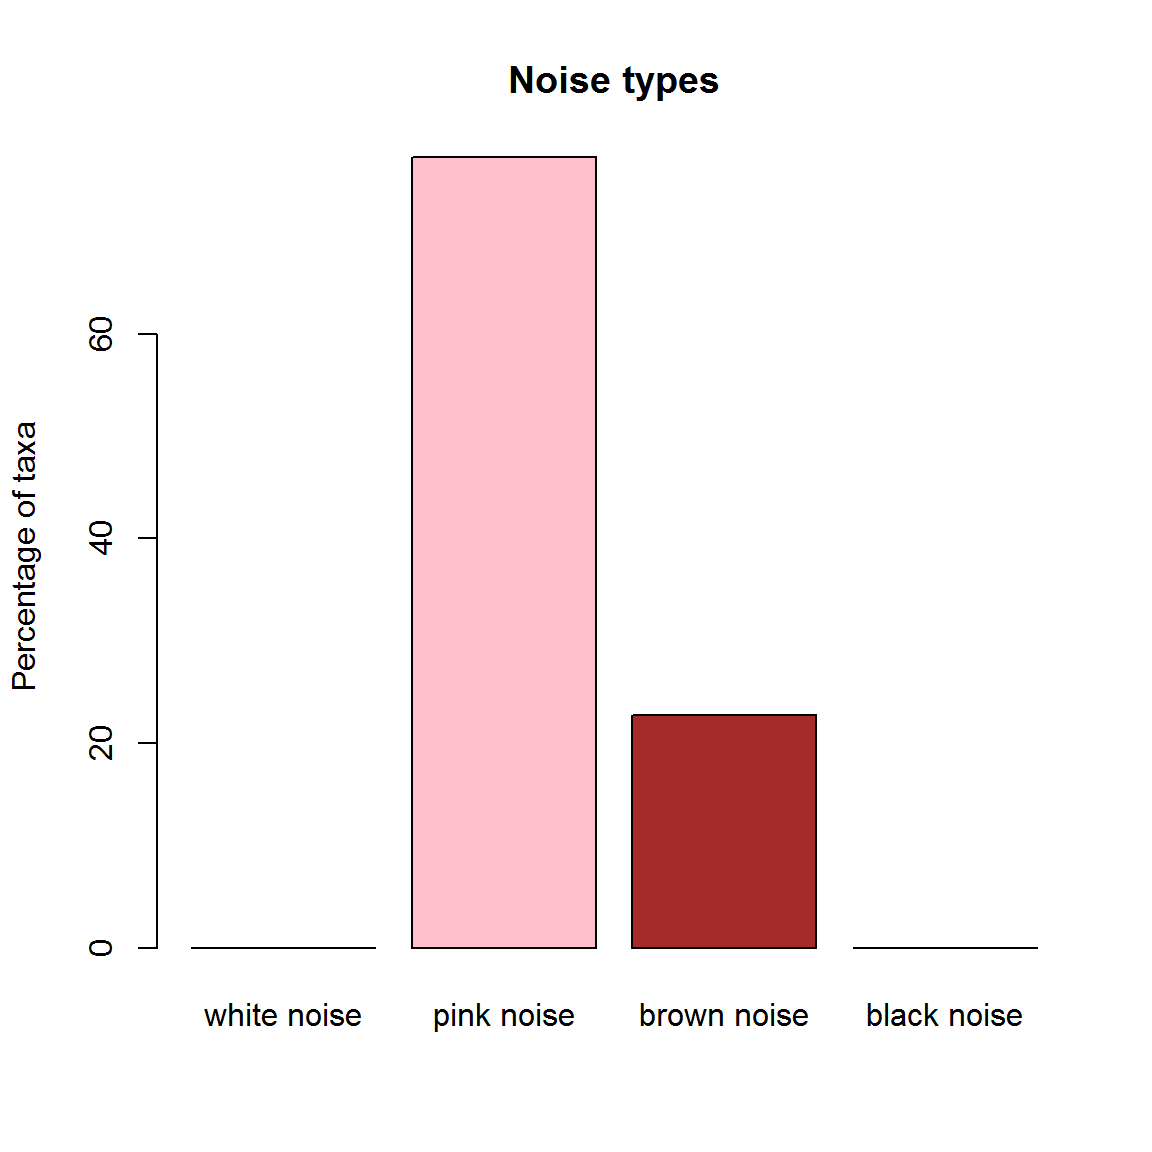 Noise types
Percentage of taxa
60
40
20
0
white noise
pink noise
brown noise
black noise